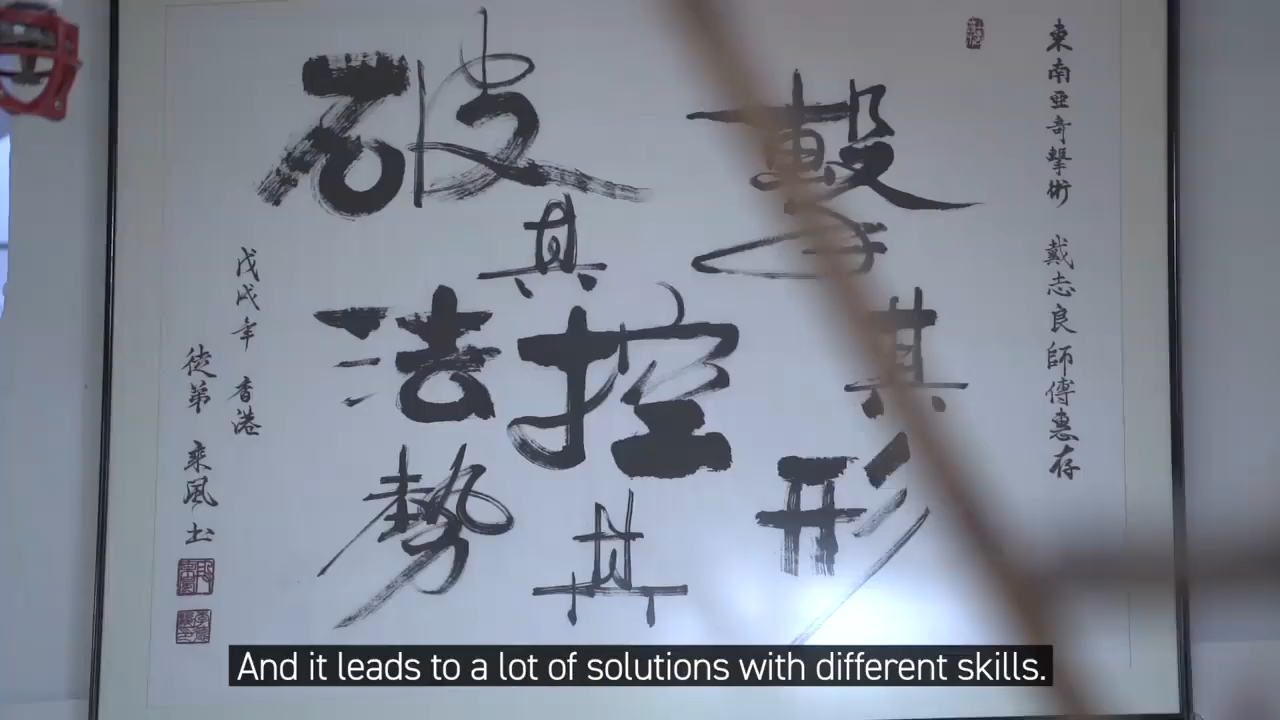 東南亞奇擊術 戴志良師傅惠存
擊其形
破其法
控其勢
戊戌年 香港
徒弟 乘風
And it leads to a lot of solutions with different skills.